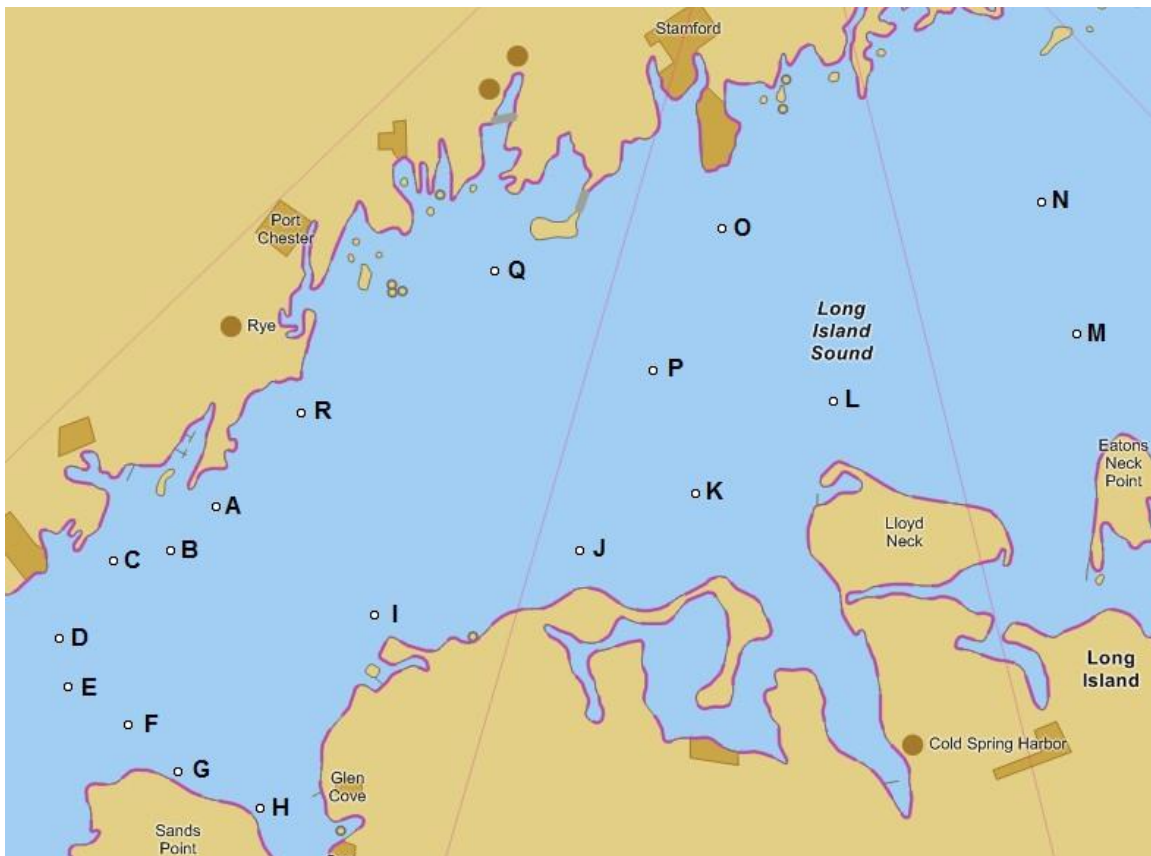 Stamford
N
Port
Chester
O
Q
Rye
Long
Island
Sound
M
P
L
R
Eatons
Neck
Point
K
A
Lloyd
Neck
B
J
C
I
D
Long
Island
E
F
Cold Spring Harbor
G
Glen
Cove
H
Sands
Point